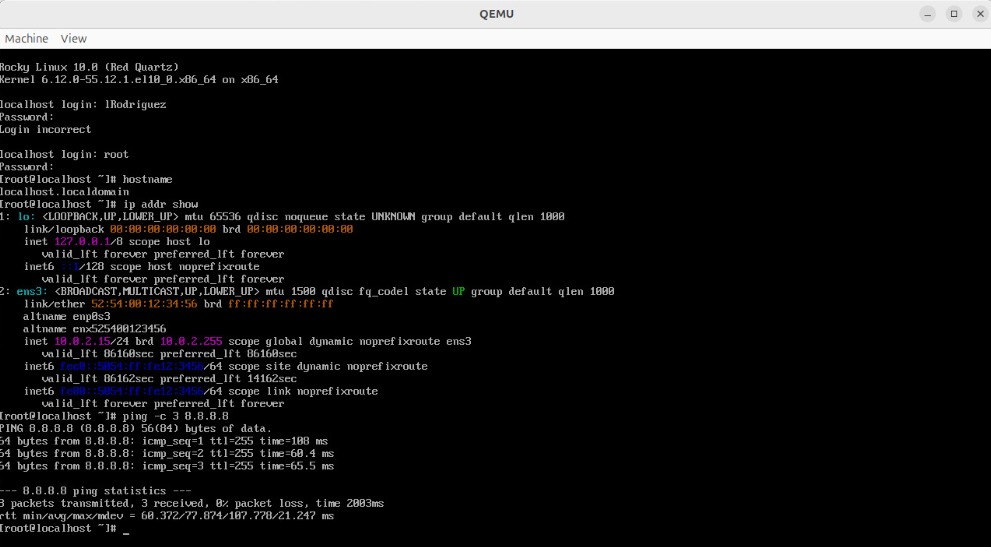 QEMU
Machine View
Rocky Linux 10.0 (Red Quartz)
Kernel 6.12.0-55.12.1.el10_0.x86_64 on x86_64
localhost login: lRodriguez
Password:
Login incorrect
localhost login: root
Password:
[root@localhost ~]# hostname
localhost.localdomain
[root@localhost ~]# ip addr show
1: lo: <LOOPBACK,UP,LOWER_UP> mtu 65536 qdisc noqueue state UNKNOWN group default qlen 1000
link/loopback 00:00:00:00:00:00 brd 00:00:00:00:00:00
inet 127.0.0.1/8 scope host lo
valid_lft forever preferred_lft forever
inet6 ::1/128 scope host noprefixroute
valid_lft forever preferred_lft forever
2: ens3: <BROADCAST,MULTICAST,UP,LOWER_UP> mtu 1500 qdisc fq_codel state UP group default qlen 1000
link/ether 52:54:00:12:34:56 brd ff:ff:ff:ff:ff:ff
altname enp0s3
altname enx525400123456
inet 10.0.2.15/24 brd 10.0.2.255 scope global dynamic noprefixroute ens3
valid_lft 86160sec preferred_lft 86160sec
inet6 fec0::5054:ff:fe12:3456/64 scope site dynamic noprefixroute
valid_lft 86162sec preferred_lft 14162sec
inet6 fe80::5054:ff:fe12:3456/64 scope link noprefixroute
valid_lft forever preferred_lft forever
[root@localhost ~]# ping -c 3 8.8.8.8
PING 8.8.8.8 (8.8.8.8) 56(84) bytes of data.
64 bytes from 8.8.8.8: icmp_seq=1 ttl=255 time=108 ms
64 bytes from 8.8.8.8: icmp_seq=2 ttl=255 time=60.4 ms
64 bytes from 8.8.8.8: icmp_seq=3 ttl=255 time=65.5 ms
--- 8.8.8.8 ping statistics ---
3 packets transmitted, 3 received, 0% packet loss, time 2003ms
rtt min/avg/max/mdev = 60.372/77.874/107.778/21.247 ms
[root@localhost ~]# _